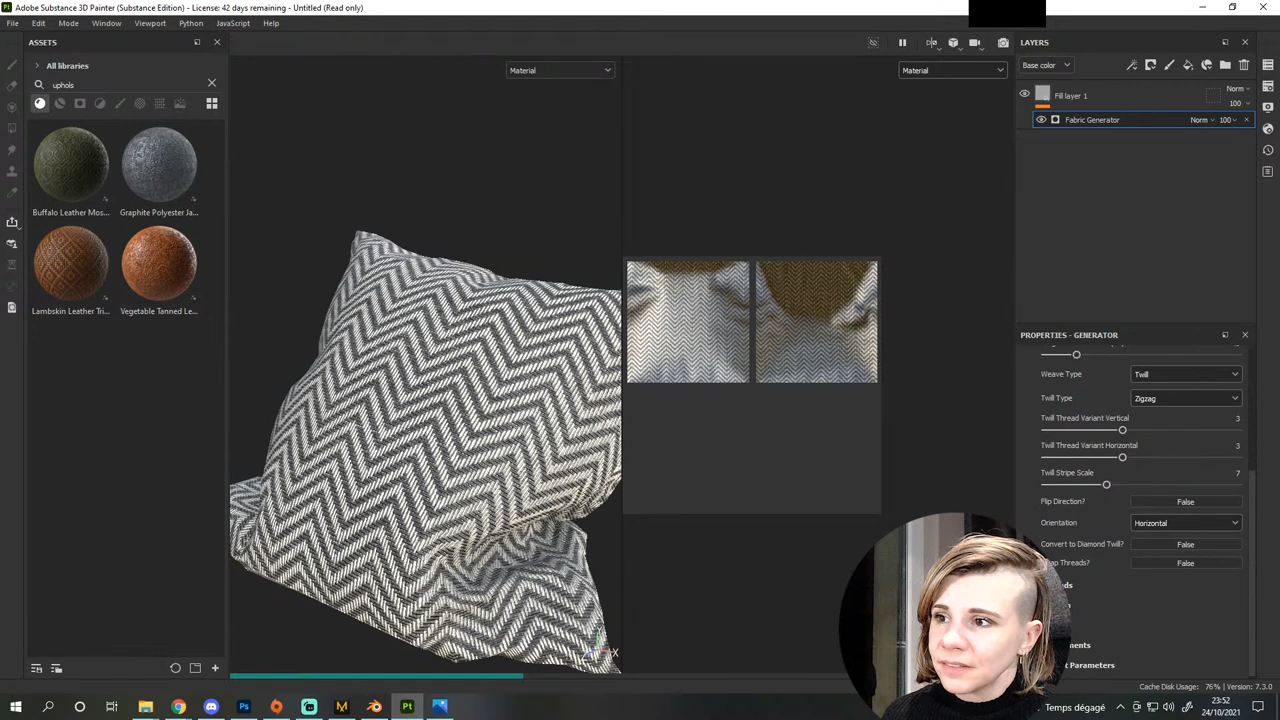 Pt Adobe Substance 3D Painter (Substance Edition) - License: 42 days remaining - Untitled (Read only)
File Edit Mode Window Viewport Python JavaScript Help
ASSETS
All libraries
uphols
Buffalo Leather Mos...
Graphite Polyester Ja...
Lambskin Leather Tri...
Vegetable Tanned Le...
Material
Material
X
LAYERS
Base color
Fill layer 1
Norm
100
Fabric Generator
Norm 100
PROPERTIES - GENERATOR
Weave Type
Twill
Twill Type
Zigzag
Twill Thread Variant Vertical
3
Twill Thread Variant Horizontal
3
Twill Stripe Scale
7
Flip Direction?
False
Orientation
Horizontal
Convert to Diamond Twill?
False
Threads?
False
Parameters
Cache Disk Usage: 76% | Version: 7.3.0
Ps
Pt
Temps dégagé
23:52
24/10/2021